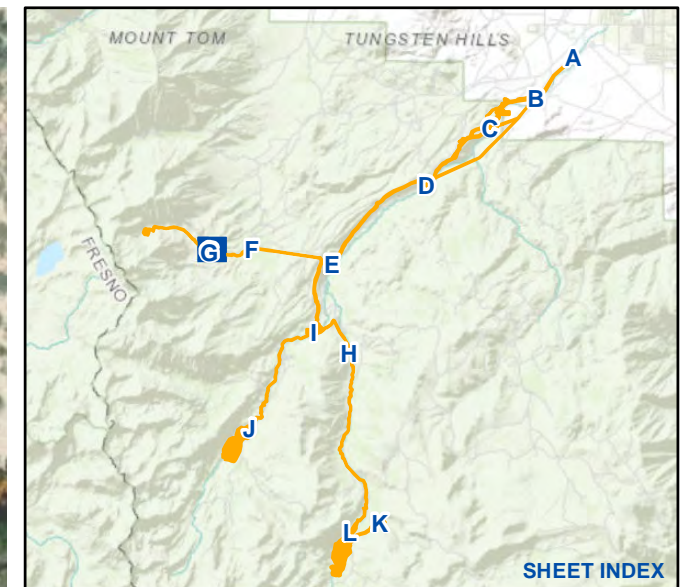 MOUNT TOM
TUNGSTEN HILLS
A
B
C
D
G
F
E
FRESNO
I
H
J
K
L
SHEET INDEX